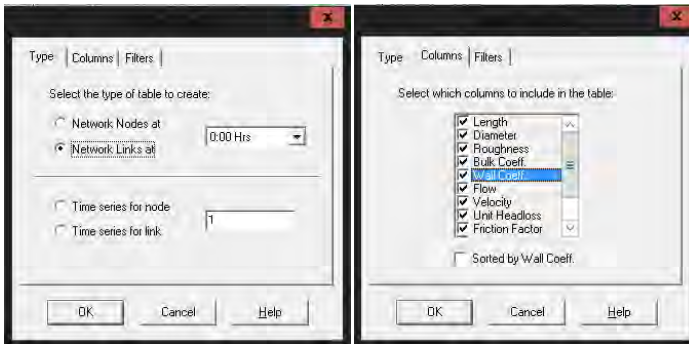 x
Type Columns Filters
Select the type of table to create:
Network Nodes at
0:00 Hrs
Network Links at
Time series for node
1
Time series for link
OK Cancel Help
x
Type Columns Filters
Select which columns to include in the table:
Length
Diameter
Roughness
Bulk Coeff.
Wall Coeff.
Flow
Velocity
Unit Headloss
Friction Factor
Sorted by Wall Coeff.
OK Cancel Help